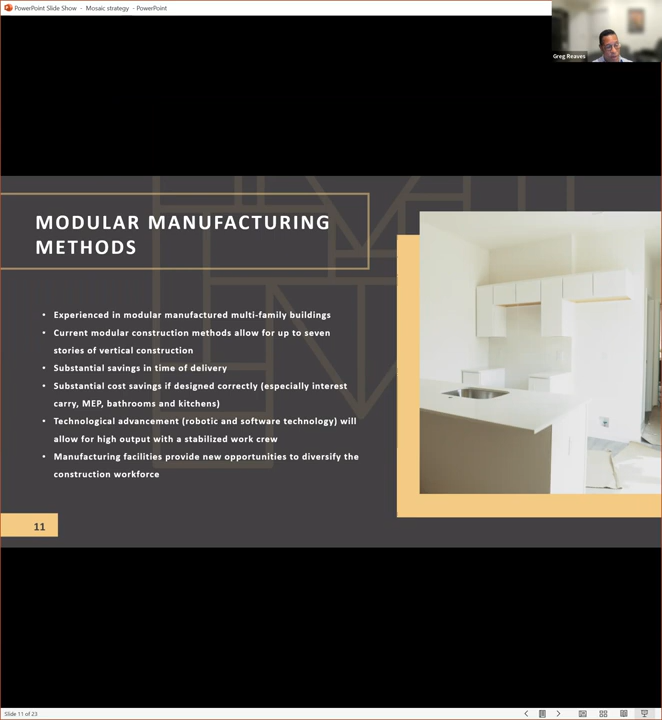 PowerPoint Slide Show - Mosaic strategy - PowerPoint
Greg Reaves
MODULAR MANUFACTURING
METHODS
• Experienced in modular manufactured multi-family buildings
• Current modular construction methods allow for up to seven
stories of vertical construction
• Substantial savings in time of delivery
• Substantial cost savings if designed correctly (especially interest
carry, MEP, bathrooms and kitchens)
• Technological advancement (robotic and software technology) will
allow for high output with a stabilized work crew
• Manufacturing facilities provide new opportunities to diversify the
construction workforce
11
Slide 11 of 23